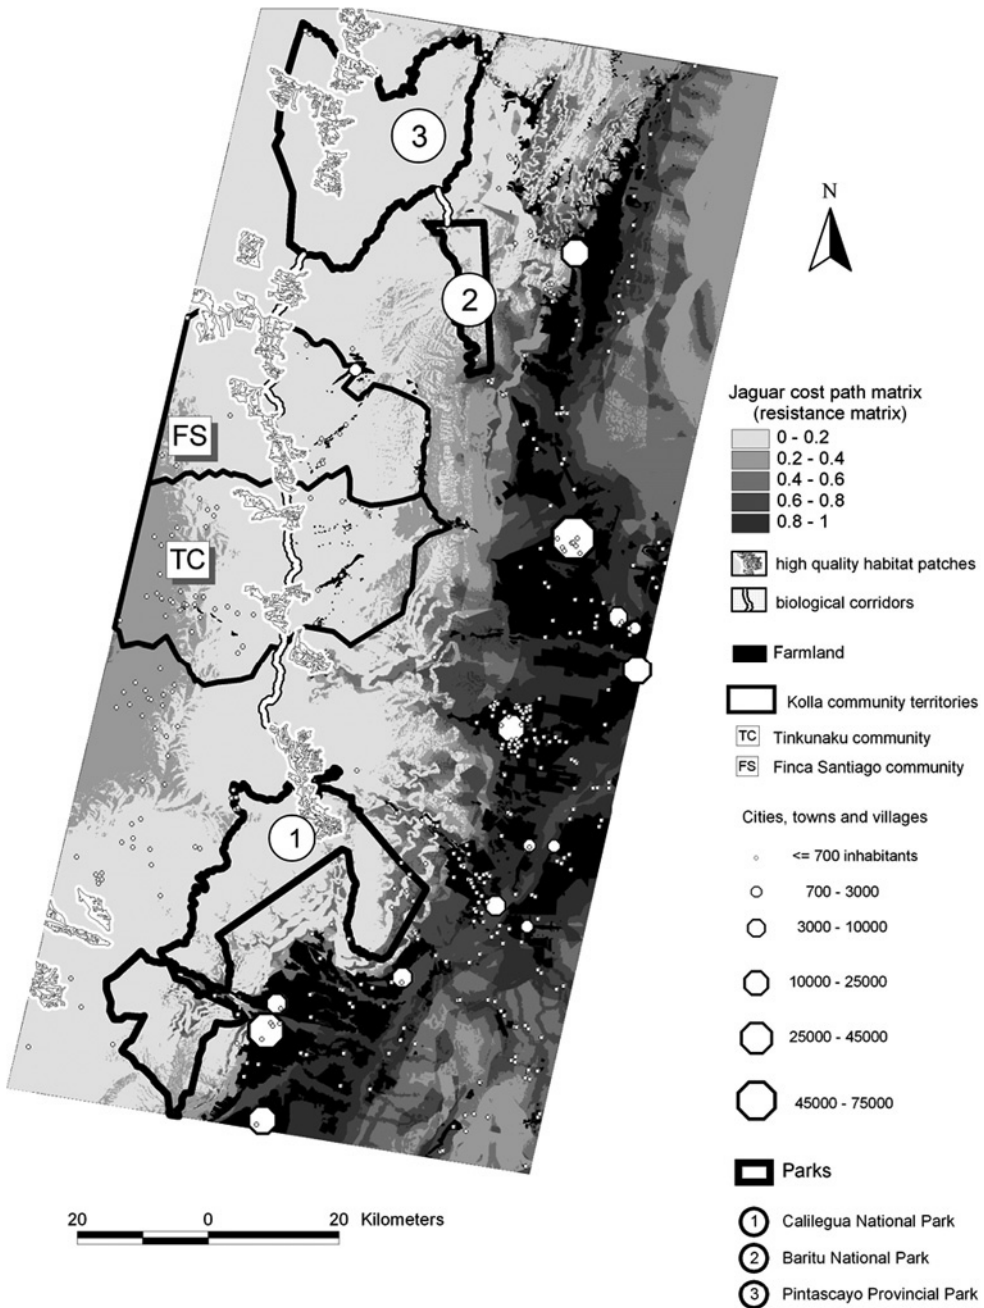 3
N
2
Jaguar cost path matrix
(resistance matrix)
0 - 0.2
0.2 - 0.4
0.4 - 0.6
0.6 - 0.8
0.8 - 1
FS
TC
high quality habitat patches
biological corridors
Farmland
Kolla community territories
TC Tinkunaku community
FS Finca Santiago community
1
Cities, towns and villages
<= 700 inhabitants
700 - 3000
3000 - 10000
10000 - 25000
25000 - 45000
45000 - 75000
Parks
20 0 20 Kilometers
1 Calilegua National Park
2 Baritu National Park
3 Pintascayo Provincial Park